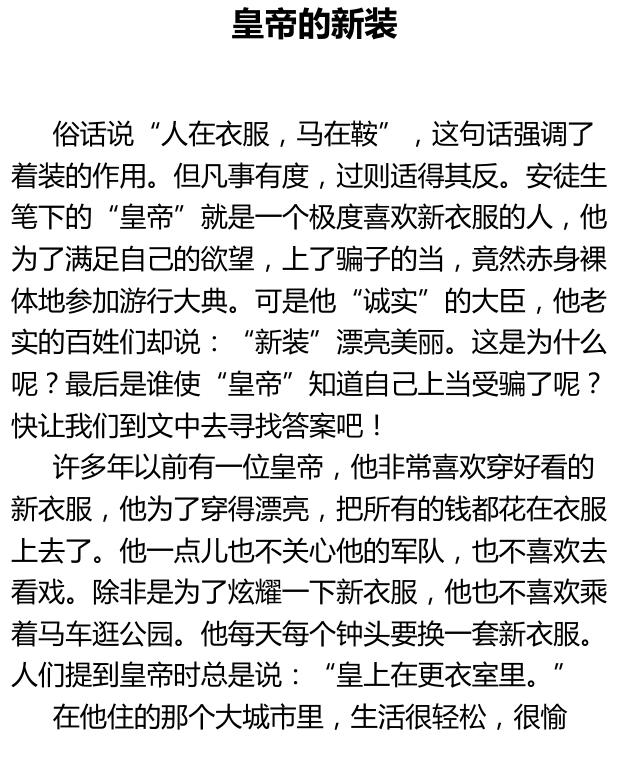 皇帝的新装
俗话说“人在衣服，马在鞍”，这句话强调了
着装的作用。但凡事有度，过则适得其反。安徒生
笔下的“皇帝”就是一个极度喜欢新衣服的人，他
为了满足自己的欲望，上了骗子的当，竟然赤身裸
体地参加游行大典。可是他“诚实”的大臣，他老
实的百姓们却说：“新装”漂亮美丽。这是为什么
呢？最后是谁使“皇帝”知道自己上当受骗了呢？
快让我们到文中去寻找答案吧！
许多年以前有一位皇帝，他非常喜欢穿好看的
新衣服，他为了穿得漂亮，把所有的钱都花在衣服
上去了。他一点儿也不关心他的军队，也不喜欢去
看戏。除非是为了炫耀一下新衣服，他也不喜欢乘
着马车逛公园。他每天每个钟头要换一套新衣服。
人们提到皇帝时总是说：“皇上在更衣室里。”
在他住的那个大城市里，生活很轻松，很愉